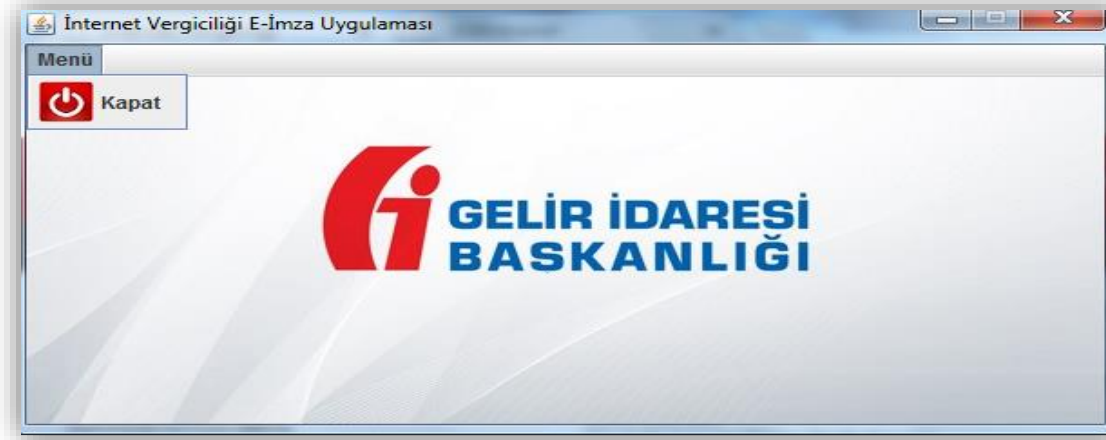 İnternet Vergiciliği E-İmza Uygulaması
Menü
Kapat
GELİR İDARESİ
BASKANLIĞI